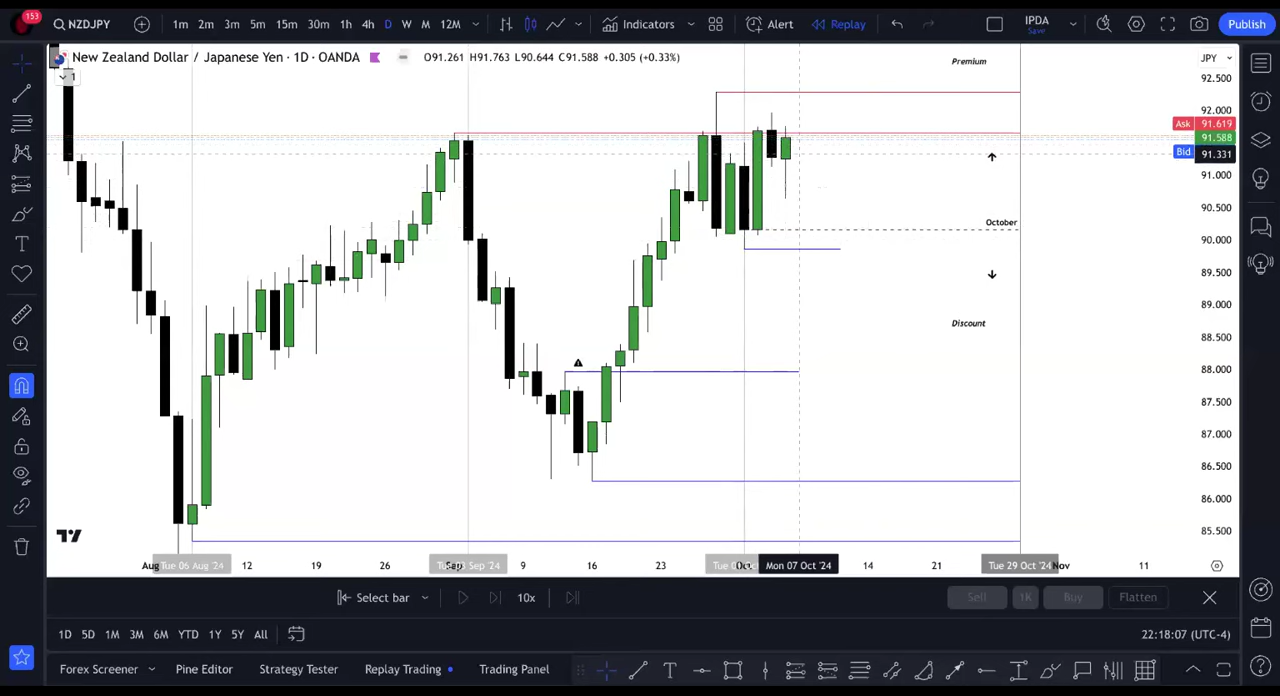 153
NZDJPY
1m 2m 3m 5m 15m 30m 1h 4h D W M 12M
Indicators
Alert
Replay
IPDA
Save
Publish
New Zealand Dollar / Japanese Yen · 1D · OANDA
O91.261 H91.763 L90.644 C91.588 +0.305 (+0.33%)
1
JPY
Premium
October
Discount
92.500
92.000
Ask 91.619
91.588
Bid 91.331
91.000
90.500
90.000
89.500
89.000
88.500
88.000
87.500
87.000
86.500
86.000
85.500
Aug Tue 06 Aug '24 12 19 26 Sep 9 16 23 Oct Mon 07 Oct '24 14 21 Tue 29 Oct '24 Nov 11
Select bar
10x
Sell
1K
Buy
Flatten
1D 5D 1M 3M 6M YTD 1Y 5Y All
22:18:07 (UTC-4)
Forex Screener
Pine Editor
Strategy Tester
Replay Trading
Trading Panel